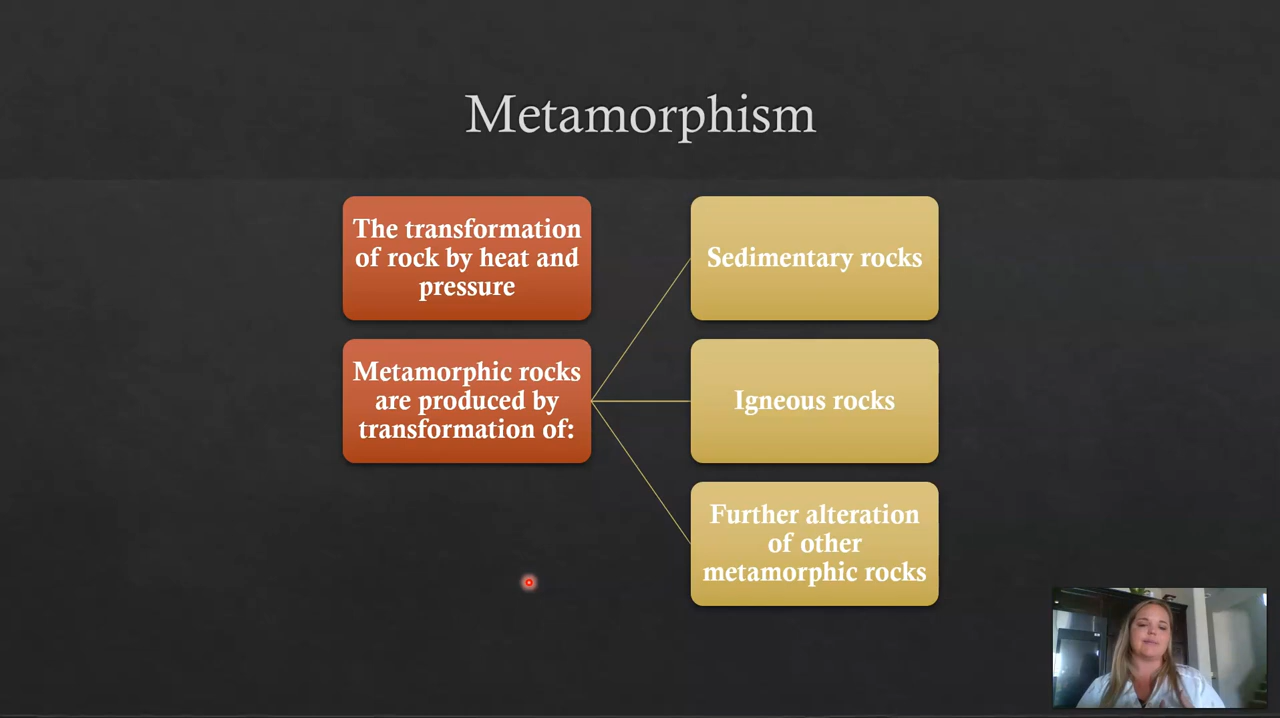 Metamorphism
The transformation
of rock by heat and
pressure
Metamorphic rocks
are produced by
transformation of:
Sedimentary rocks
Igneous rocks
Further alteration
of other
metamorphic rocks